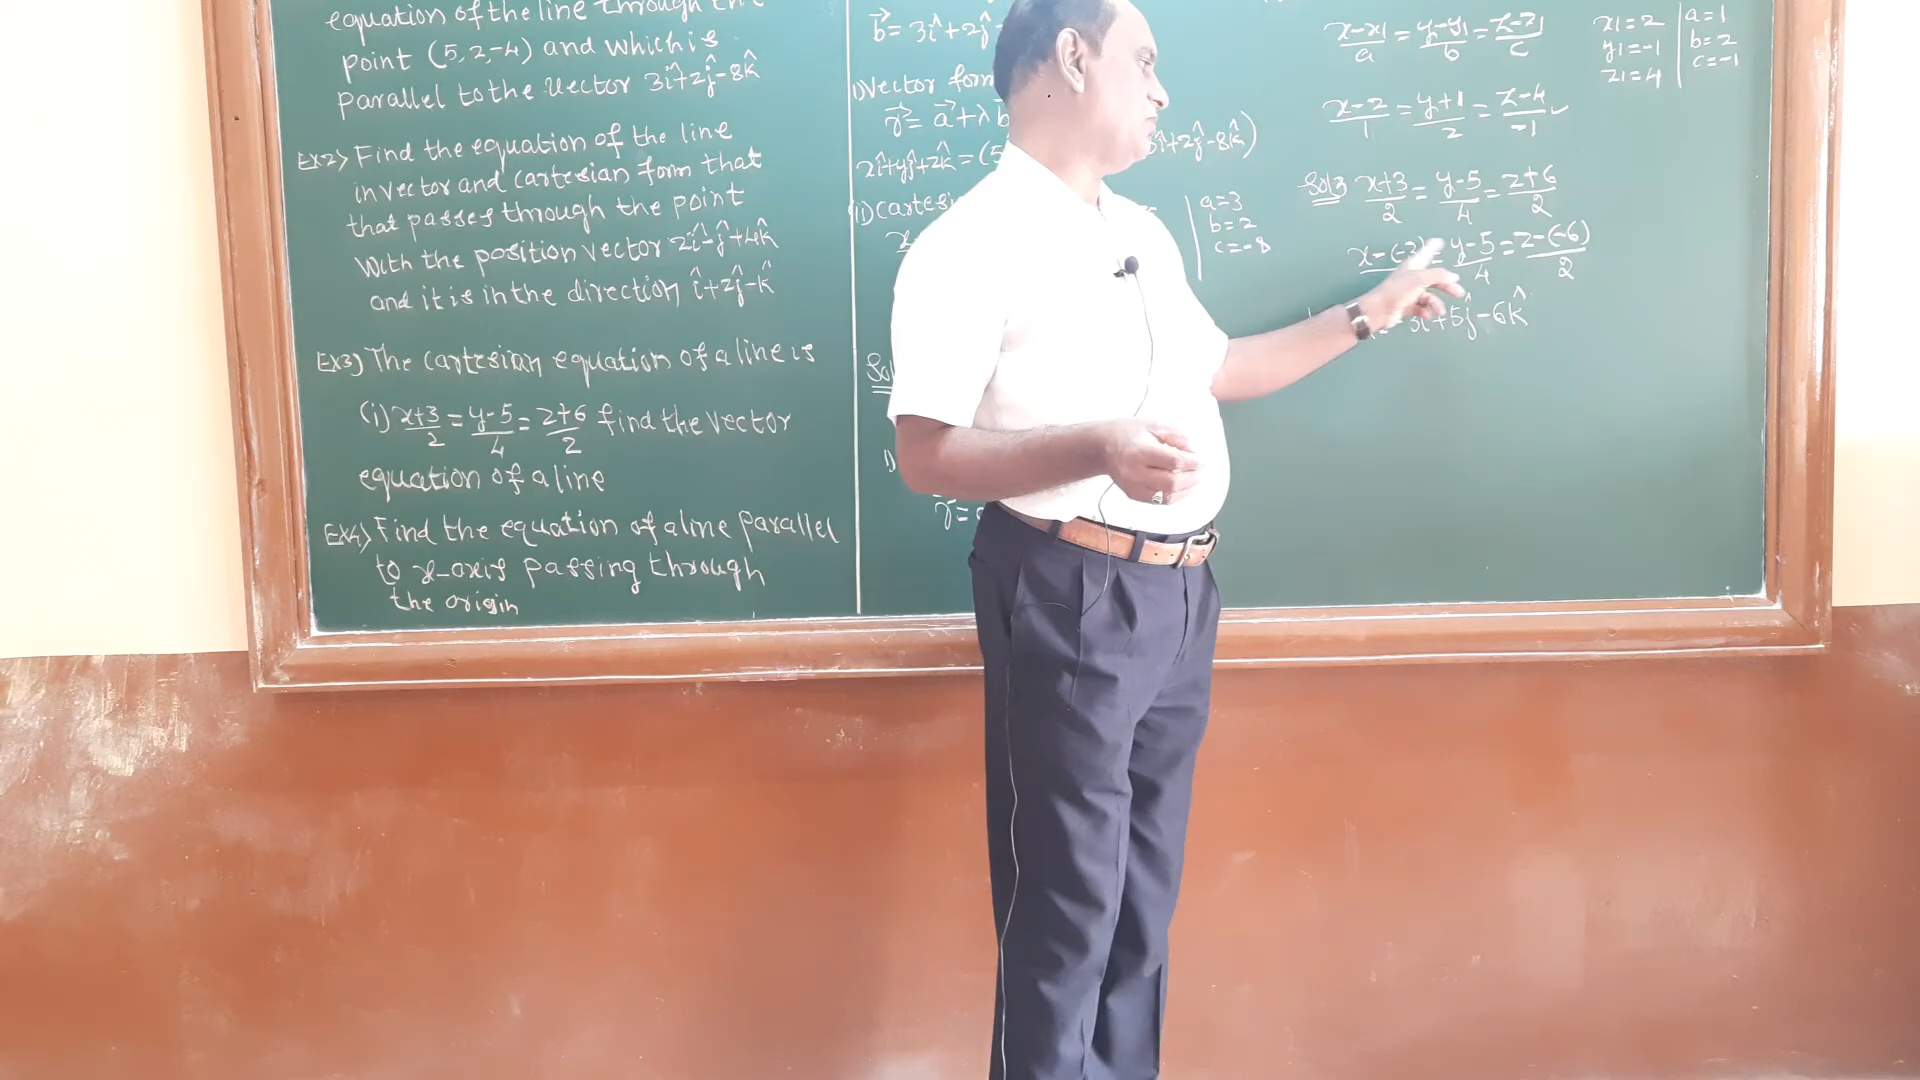 equation of the line through the
point (5, 2, -4) and which is
parallel to the vector 3î+2ĵ-8k̂
Ex2) Find the equation of the line
in vector and cartesian form that
that passes through the point
with the position vector 2î-ĵ+4k̂
and it is in the direction î+2ĵ-k̂
Ex3) The cartesian equation of a line is
(i) x+3/2 = y-5/4 = z+6/2 find the vector
equation of a line
Ex4) Find the equation of a line parallel
to x-axis passing through
the origin
b⃗ = 3î+2ĵ-
i) Vector form
r⃗ = a⃗+λb
xî+yĵ+zk̂ = (5 3î+2ĵ-8k̂)
(ii) Cartesi
a=3
b=2
c=-8
Sol
i)
r̄ =
x-x1/a = y-y1/b = z-z1/c
x1=2
y1=-1
z1=4
a=1
b=2
c=-1
x-2/1 = y+1/2 = z-4/-1 ✓
Sol3 x+3/2 = y-5/4 = z+6/2
x-(-3) = y-5/4 = z-(-6)/2
-3î+5ĵ-6k̂